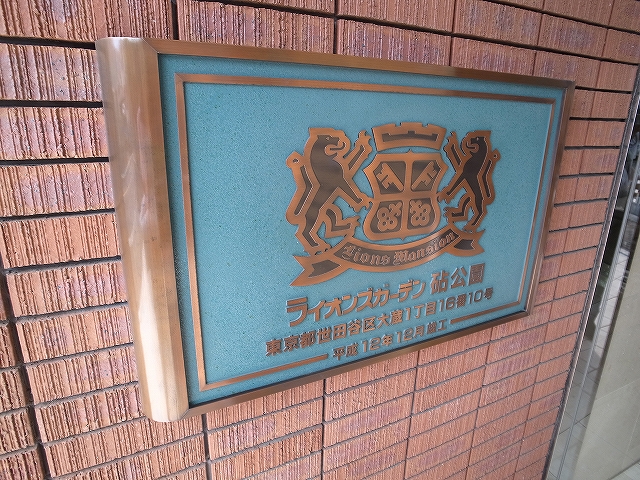 Lions Mansion
ライオンズガーデン 砧公園
東京都世田谷区大蔵1丁目16番10号
平成12年12月竣工